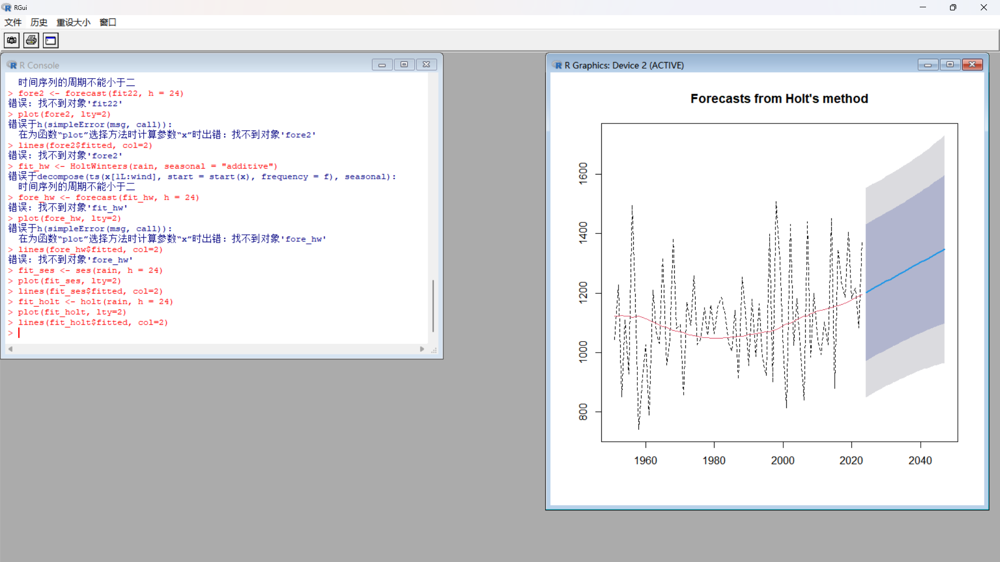 RGui
文件 历史 重设大小 窗口
R Console
时间序列的周期不能小于二
> fore2 <- forecast(fit22, h = 24)
错误: 找不到对象'fit22'
> plot(fore2, lty=2)
错误于h(simpleError(msg, call)):
在为函数“plot”选择方法时计算参数“x”时出错: 找不到对象'fore2'
> lines(fore2$fitted, col=2)
错误: 找不到对象'fore2'
> fit_hw <- HoltWinters(rain, seasonal = "additive")
错误于decompose(ts(x[1L:wind], start = start(x), frequency = f), seasonal):
时间序列的周期不能小于二
> fore_hw <- forecast(fit_hw, h = 24)
错误: 找不到对象'fit_hw'
> plot(fore_hw, lty=2)
错误于h(simpleError(msg, call)):
在为函数“plot”选择方法时计算参数“x”时出错: 找不到对象'fore_hw'
> lines(fore_hw$fitted, col=2)
错误: 找不到对象'fore_hw'
> fit_ses <- ses(rain, h = 24)
> plot(fit_ses, lty=2)
> lines(fit_ses$fitted, col=2)
> fit_holt <- holt(rain, h = 24)
> plot(fit_holt, lty=2)
> lines(fit_holt$fitted, col=2)
>
R Graphics: Device 2 (ACTIVE)
Forecasts from Holt's method
1600
1400
1200
1000
800
1960 1980 2000 2020 2040